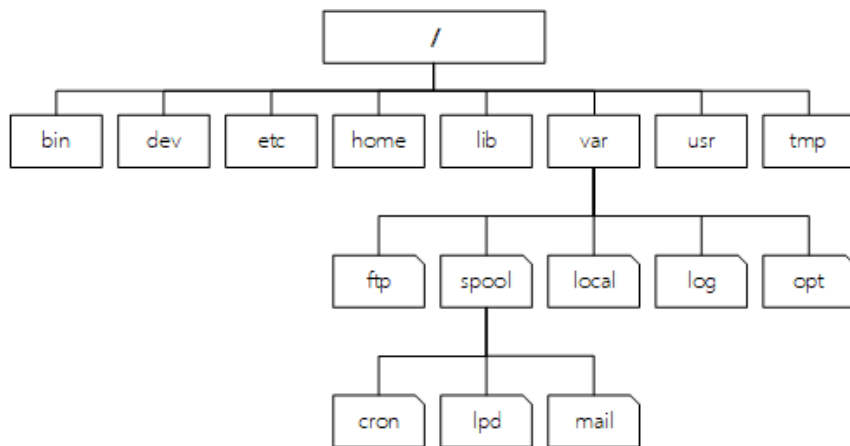 /
bin dev etc home lib var usr tmp
ftp spool local log opt
cron lpd mail